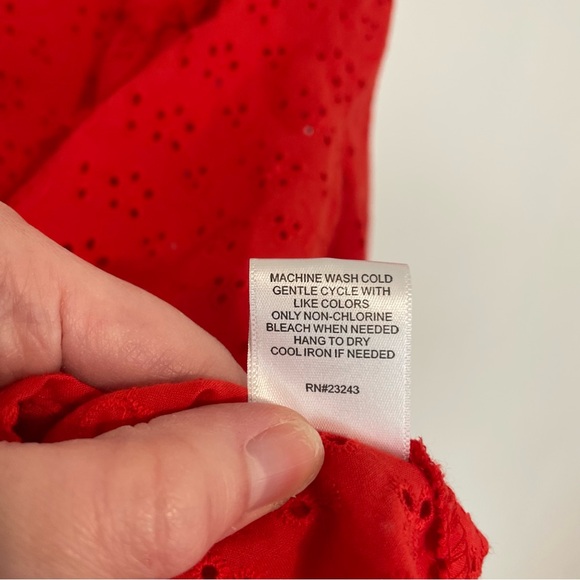 MACHINE WASH COLD
GENTLE CYCLE WITH
LIKE COLORS
ONLY NON-CHLORINE
BLEACH WHEN NEEDED
HANG TO DRY
COOL IRON IF NEEDED
RN#23243